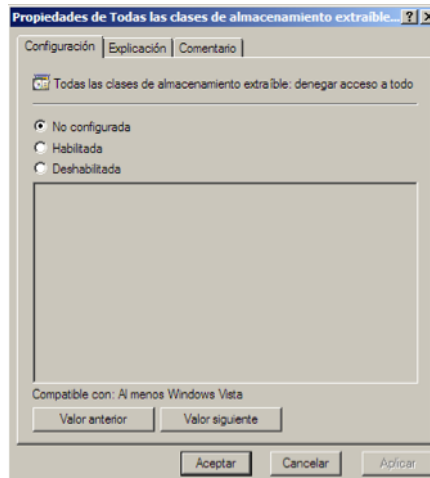 Propiedades de Todas las clases de almacenamiento extraíble...
Configuración Explicación Comentario
Todas las clases de almacenamiento extraíble: denegar acceso a todo
No configurada
Habilitada
Deshabilitada
Compatible con: Al menos Windows Vista
Valor anterior Valor siguiente
Aceptar Cancelar Aplicar